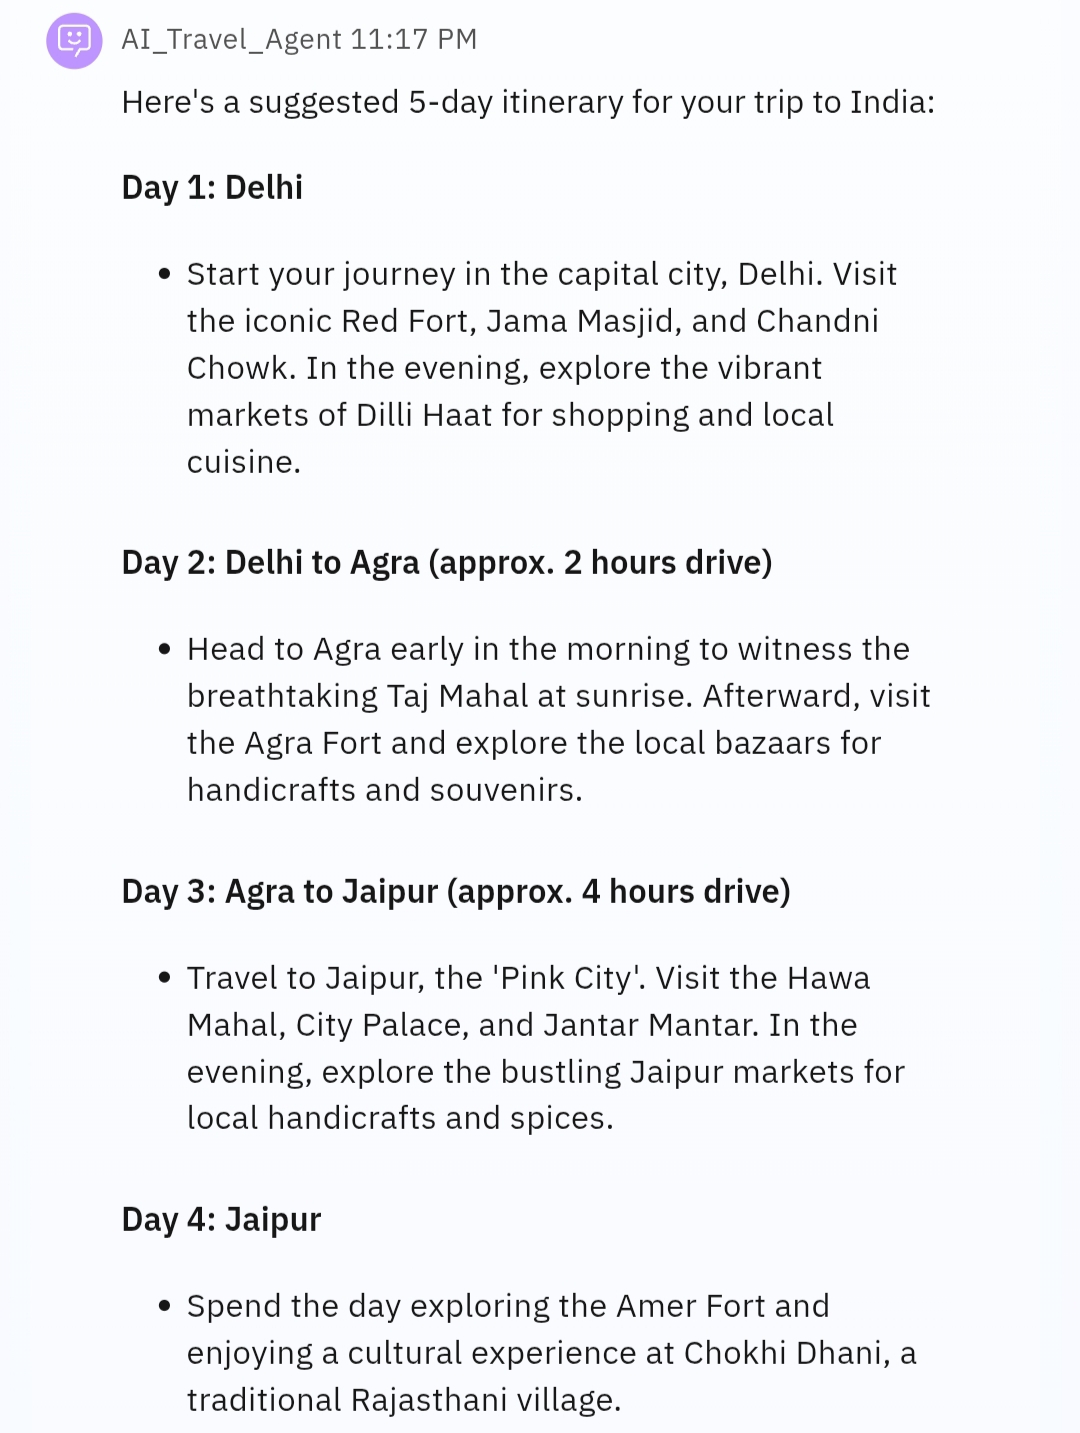 AI_Travel_Agent 11:17 PM
Here's a suggested 5-day itinerary for your trip to India:
Day 1: Delhi
• Start your journey in the capital city, Delhi. Visit
the iconic Red Fort, Jama Masjid, and Chandni
Chowk. In the evening, explore the vibrant
markets of Dilli Haat for shopping and local
cuisine.
Day 2: Delhi to Agra (approx. 2 hours drive)
• Head to Agra early in the morning to witness the
breathtaking Taj Mahal at sunrise. Afterward, visit
the Agra Fort and explore the local bazaars for
handicrafts and souvenirs.
Day 3: Agra to Jaipur (approx. 4 hours drive)
• Travel to Jaipur, the 'Pink City'. Visit the Hawa
Mahal, City Palace, and Jantar Mantar. In the
evening, explore the bustling Jaipur markets for
local handicrafts and spices.
Day 4: Jaipur
• Spend the day exploring the Amer Fort and
enjoying a cultural experience at Chokhi Dhani, a
traditional Rajasthani village.